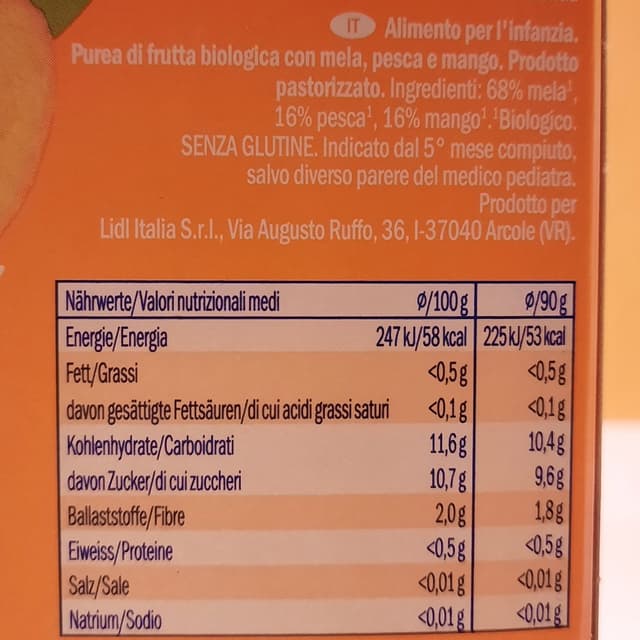 IT Alimento per l'infanzia.
Purea di frutta biologica con mela, pesca e mango. Prodotto
pastorizzato. Ingredienti: 68% mela¹,
16% pesca¹, 16% mango¹.¹Biologico.
SENZA GLUTINE. Indicato dal 5° mese compiuto,
salvo diverso parere del medico pediatra.
Prodotto per
Lidl Italia S.r.l., Via Augusto Ruffo, 36, I-37040 Arcole (VR).
Nährwerte/Valori nutrizionali medi Ø/100 g Ø/90 g
Energie/Energia 247 kJ/58 kcal 225 kJ/53 kcal
Fett/Grassi <0,5 g <0,5 g
davon gesättigte Fettsäuren/di cui acidi grassi saturi <0,1 g <0,1 g
Kohlenhydrate/Carboidrati 11,6 g 10,4 g
davon Zucker/di cui zuccheri 10,7 g 9,6 g
Ballaststoffe/Fibre 2,0 g 1,8 g
Eiweiss/Proteine <0,5 g <0,5 g
Salz/Sale <0,01 g <0,01 g
Natrium/Sodio <0,01 g <0,01 g